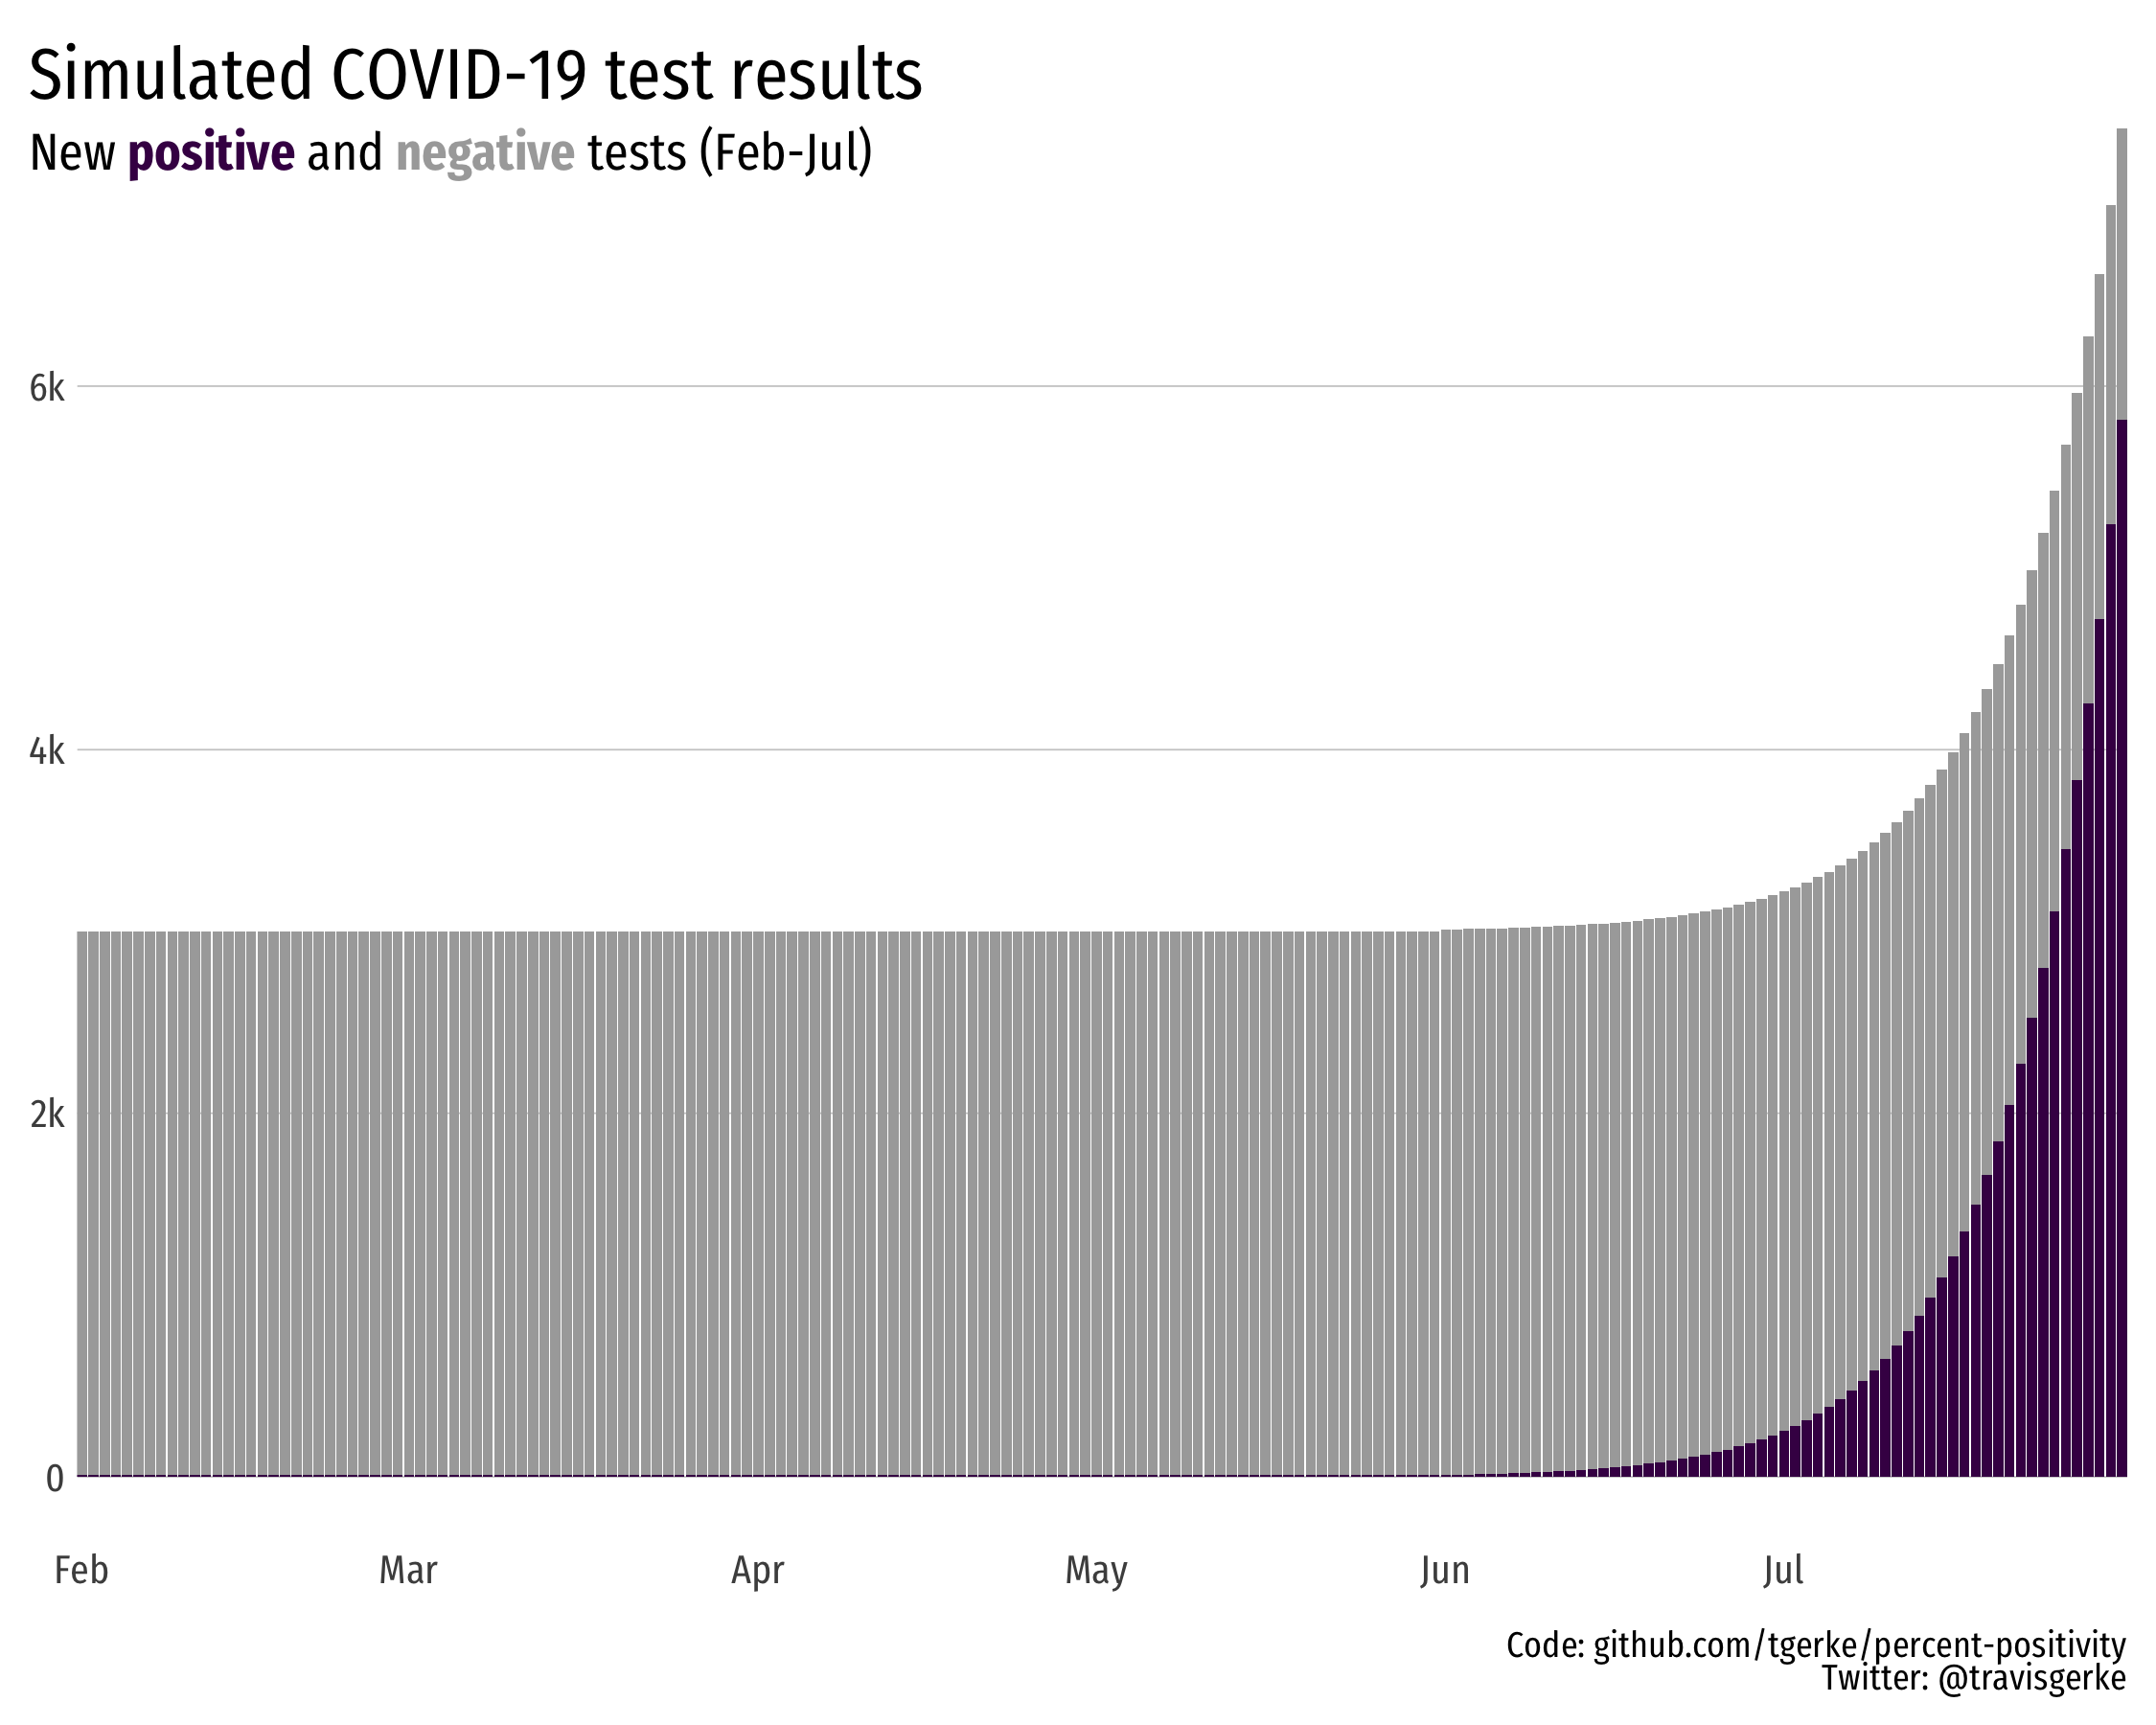 Simulated COVID-19 test results
New positive and negative tests (Feb-Jul)
6k
4k
2k
0
Feb Mar Apr May Jun Jul
Code: github.com/tgerke/percent-positivity
Twitter: @travisgerke